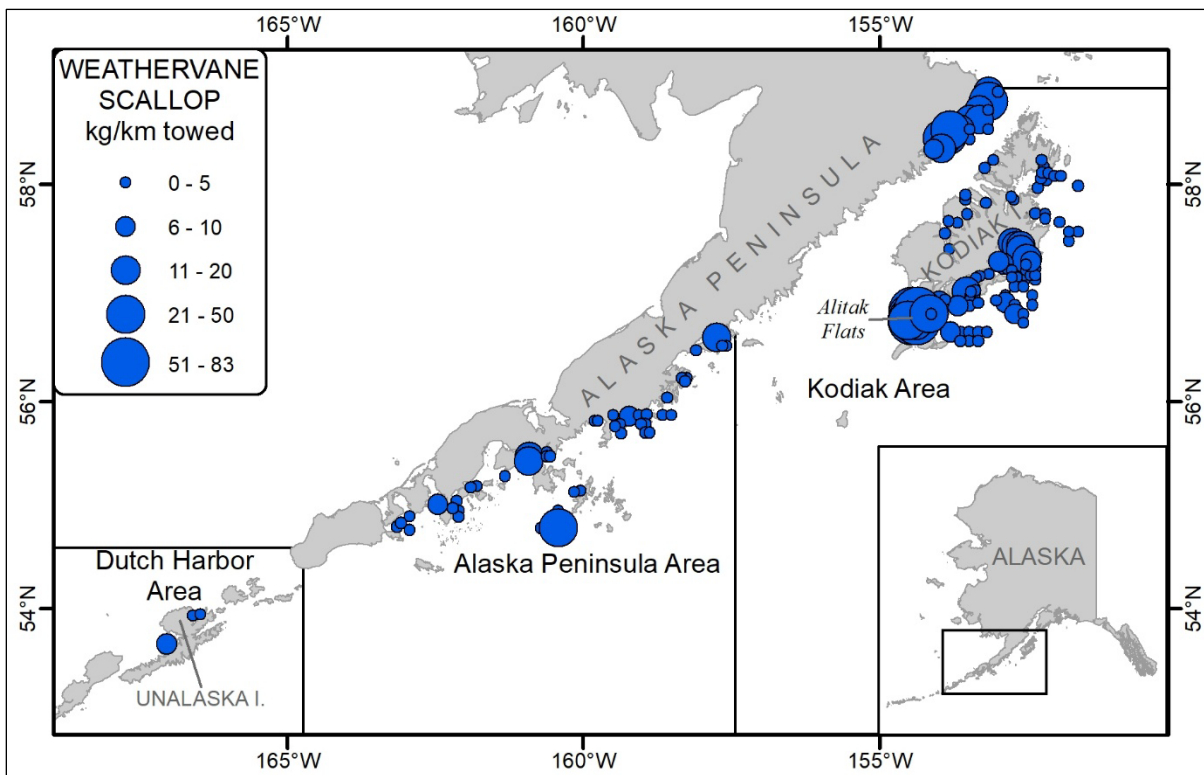 165°W
160°W
155°W
WEATHERVANE
SCALLOP
kg/km towed
0 - 5
6 - 10
11 - 20
21 - 50
51 - 83
58°N
56°N
54°N
58°N
56°N
54°N
ALASKA PENINSULA
KODIAK I.
Alitak
Flats
Kodiak Area
Alaska Peninsula Area
Dutch Harbor
Area
UNALASKA I.
ALASKA
165°W
160°W
155°W